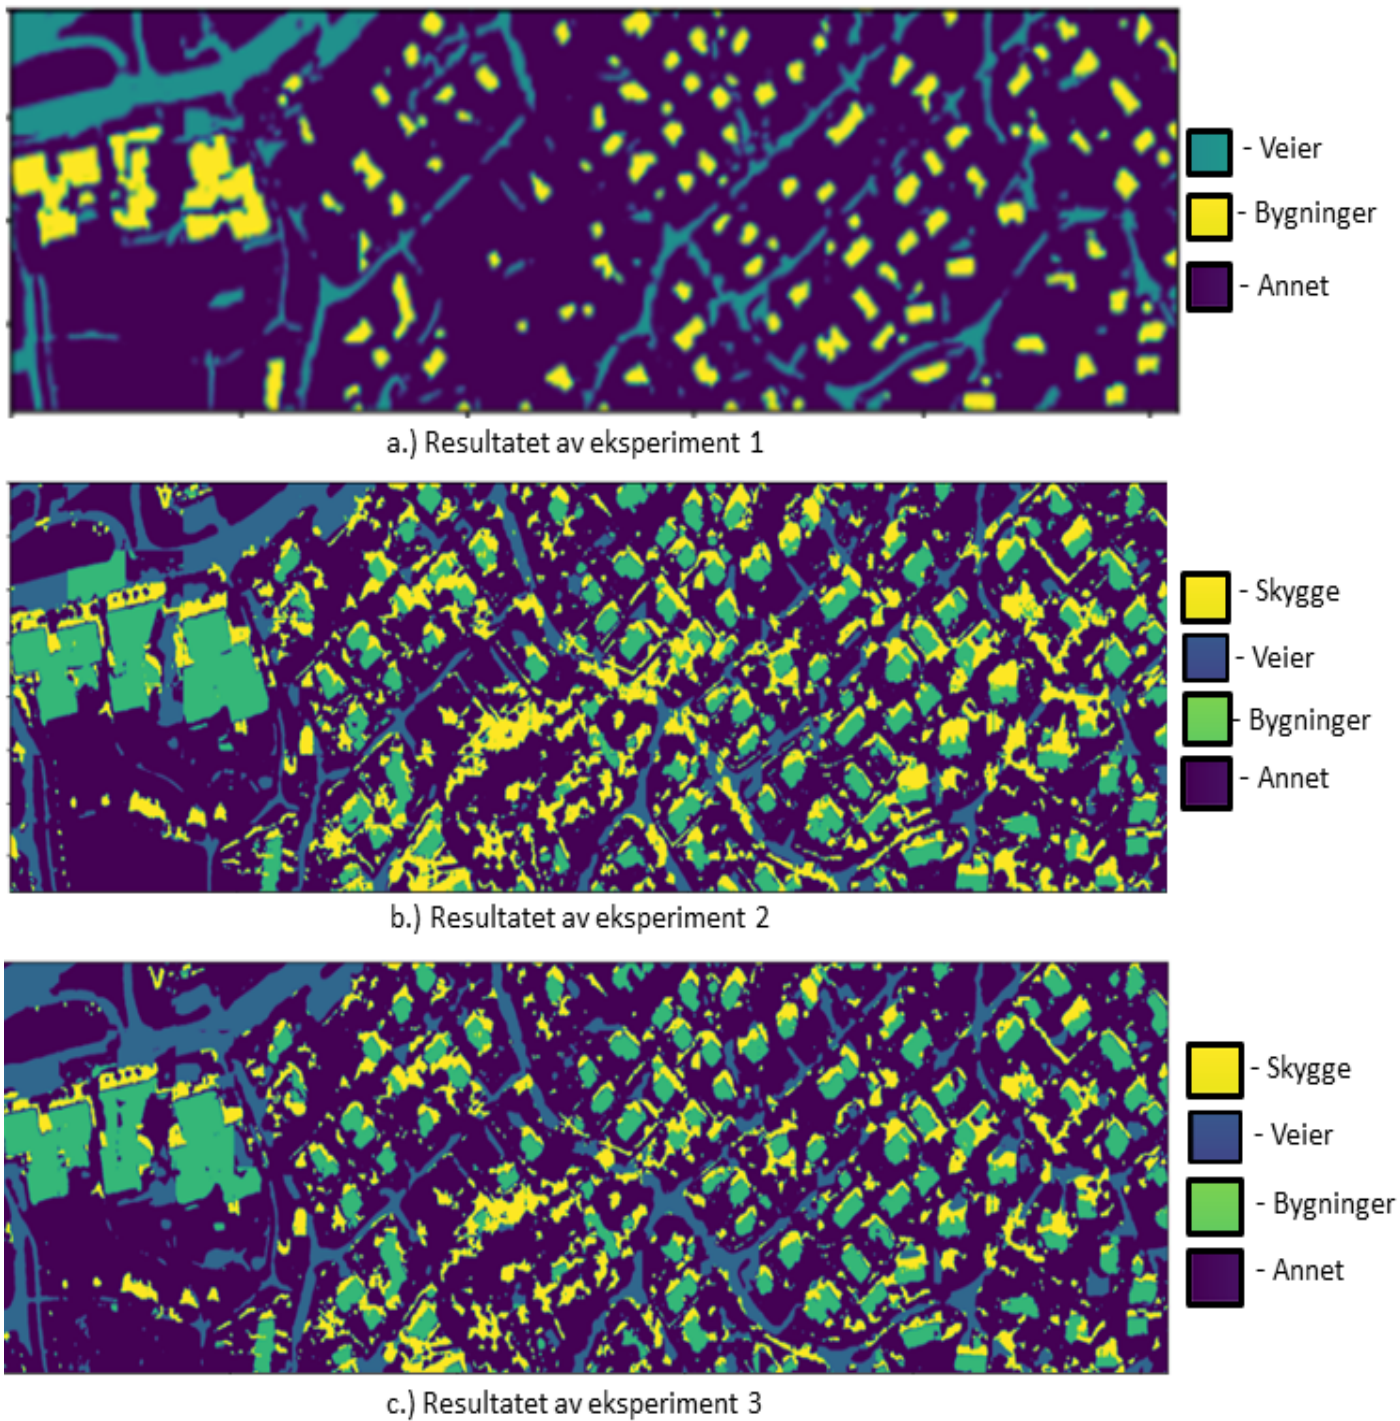 - Veier
- Bygninger
- Annet
a.) Resultatet av eksperiment 1
- Skygge
- Veier
- Bygninger
- Annet
b.) Resultatet av eksperiment 2
- Skygge
- Veier
- Bygninger
- Annet
c.) Resultatet av eksperiment 3